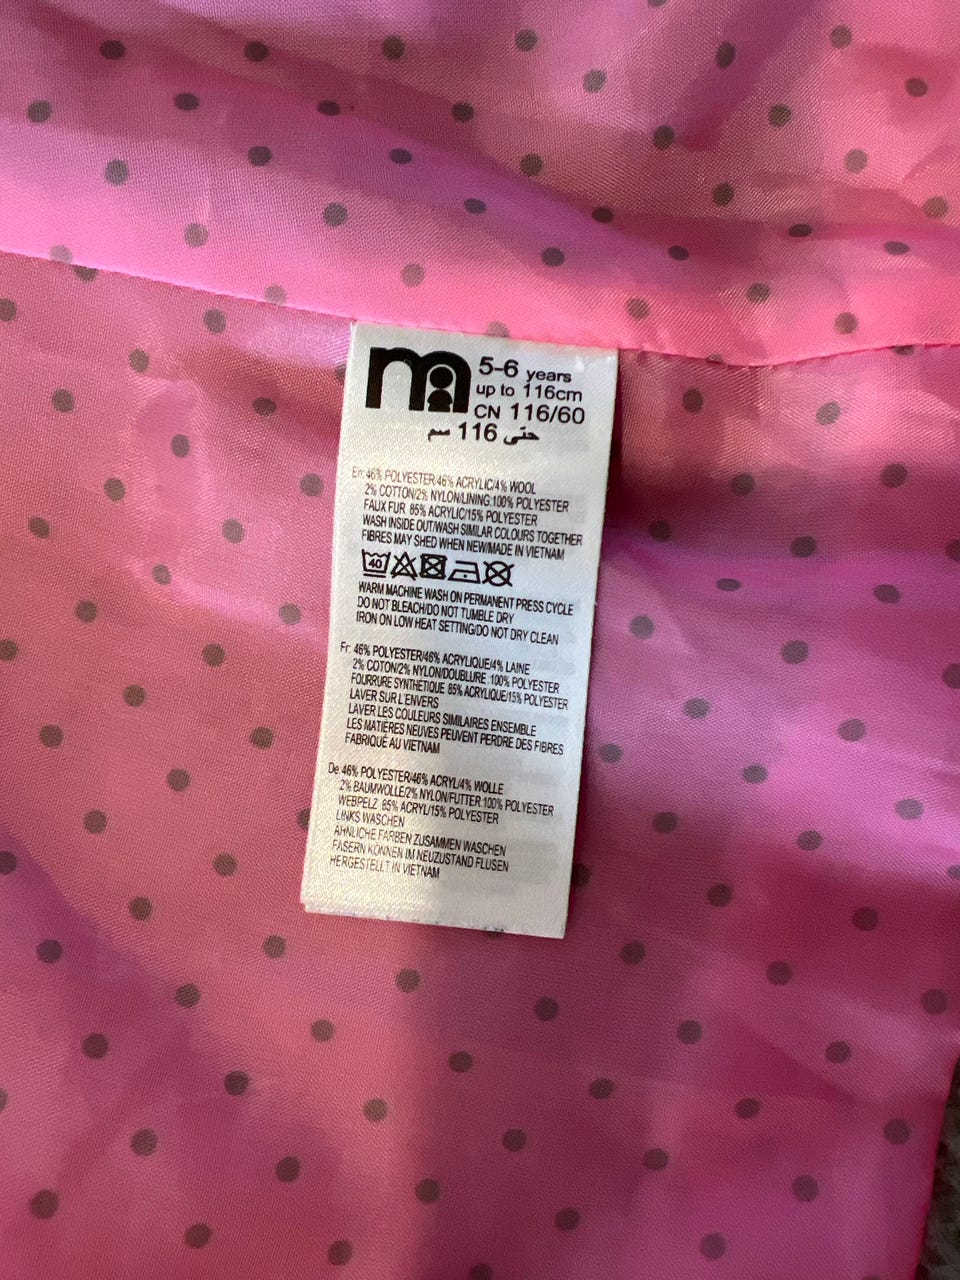 m
5-6 years
up to 116cm
CN 116/60
حتى 116 سم
En: 46% POLYESTER/46% ACRYLIC/4% WOOL
2% COTTON/2% NYLON/LINING:100% POLYESTER
FAUX FUR 85% ACRYLIC/15% POLYESTER
WASH INSIDE OUT/WASH SIMILAR COLOURS TOGETHER
FIBRES MAY SHED WHEN NEW/MADE IN VIETNAM
40
WARM MACHINE WASH ON PERMANENT PRESS CYCLE
DO NOT BLEACH/DO NOT TUMBLE DRY
IRON ON LOW HEAT SETTING/DO NOT DRY CLEAN
Fr: 46% POLYESTER/46% ACRYLIQUE/4% LAINE
2% COTON/2% NYLON/DOUBLURE :100% POLYESTER
FOURRURE SYNTHETIQUE 85% ACRYLIQUE/15% POLYESTER
LAVER SUR L'ENVERS
LAVER LES COULEURS SIMILAIRES ENSEMBLE
LES MATIÈRES NEUVES PEUVENT PERDRE DES FIBRES
FABRIQUÉ AU VIETNAM
De: 46% POLYESTER/46% ACRYL/4% WOLLE
2% BAUMWOLLE/2% NYLON/FUTTER:100% POLYESTER
WEBPELZ 85% ACRYL/15% POLYESTER
LINKS WASCHEN
ÄHNLICHE FARBEN ZUSAMMEN WASCHEN
FASERN KÖNNEN IM NEUZUSTAND FLUSEN
HERGESTELLT IN VIETNAM